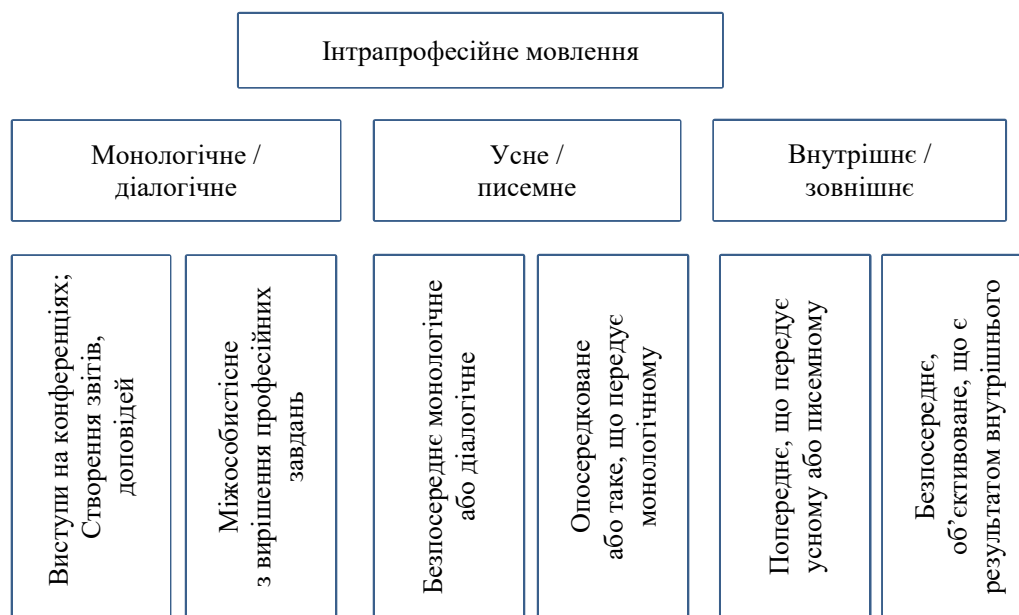 Інтрапрофесійне мовлення
Монологічне /
діалогічне
Усне /
писемне
Внутрішнє /
зовнішнє
Виступи на конференціях;
Створення звітів,
доповідей
Міжособистісне
з вирішення професійних
завдань
Безпосереднє монологічне
або діалогічне
Опосередковане
або таке, що передує
монологічному
Попереднє, що передує
усному або писемному
Безпосереднє,
об’єктивоване, що є
результатом внутрішнього